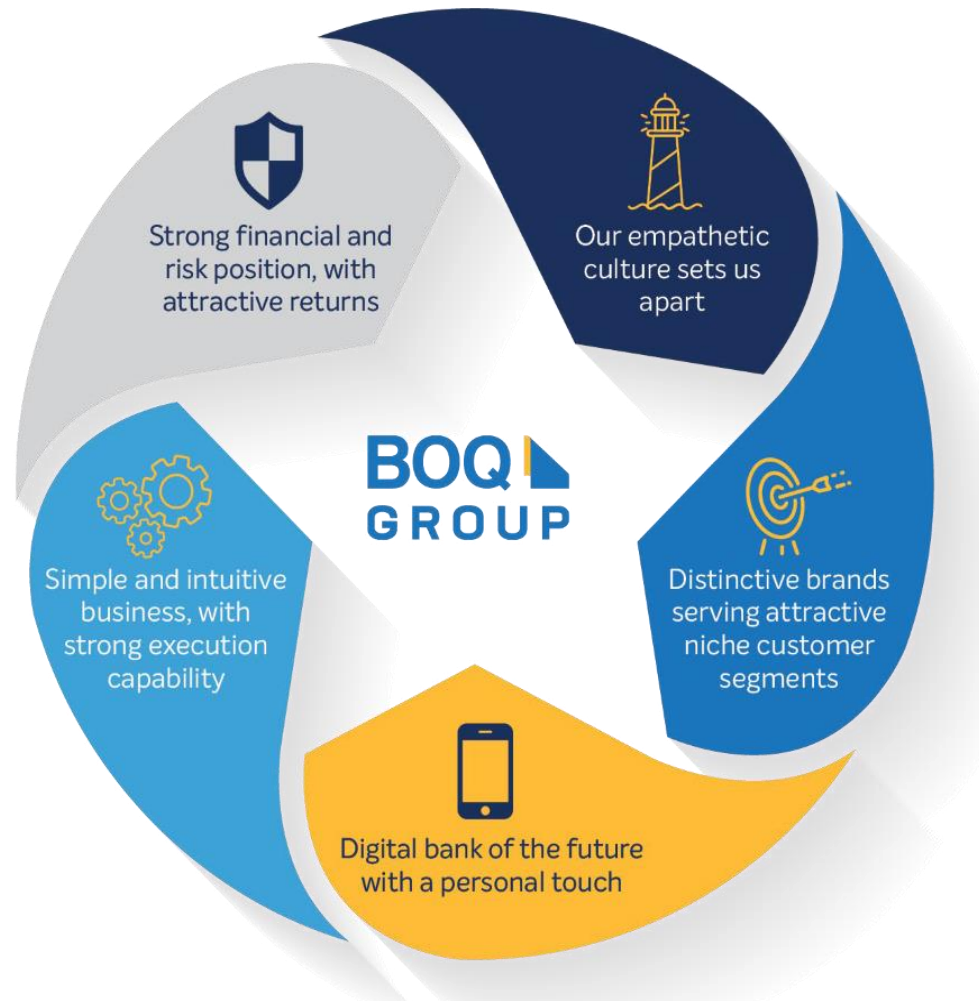 Strong financial and
risk position, with
attractive returns
Our empathetic
culture sets us
apart
BOQ
GROUP
Simple and intuitive
business, with
strong execution
capability
Distinctive brands
serving attractive
niche customer
segments
Digital bank of the future
with a personal touch